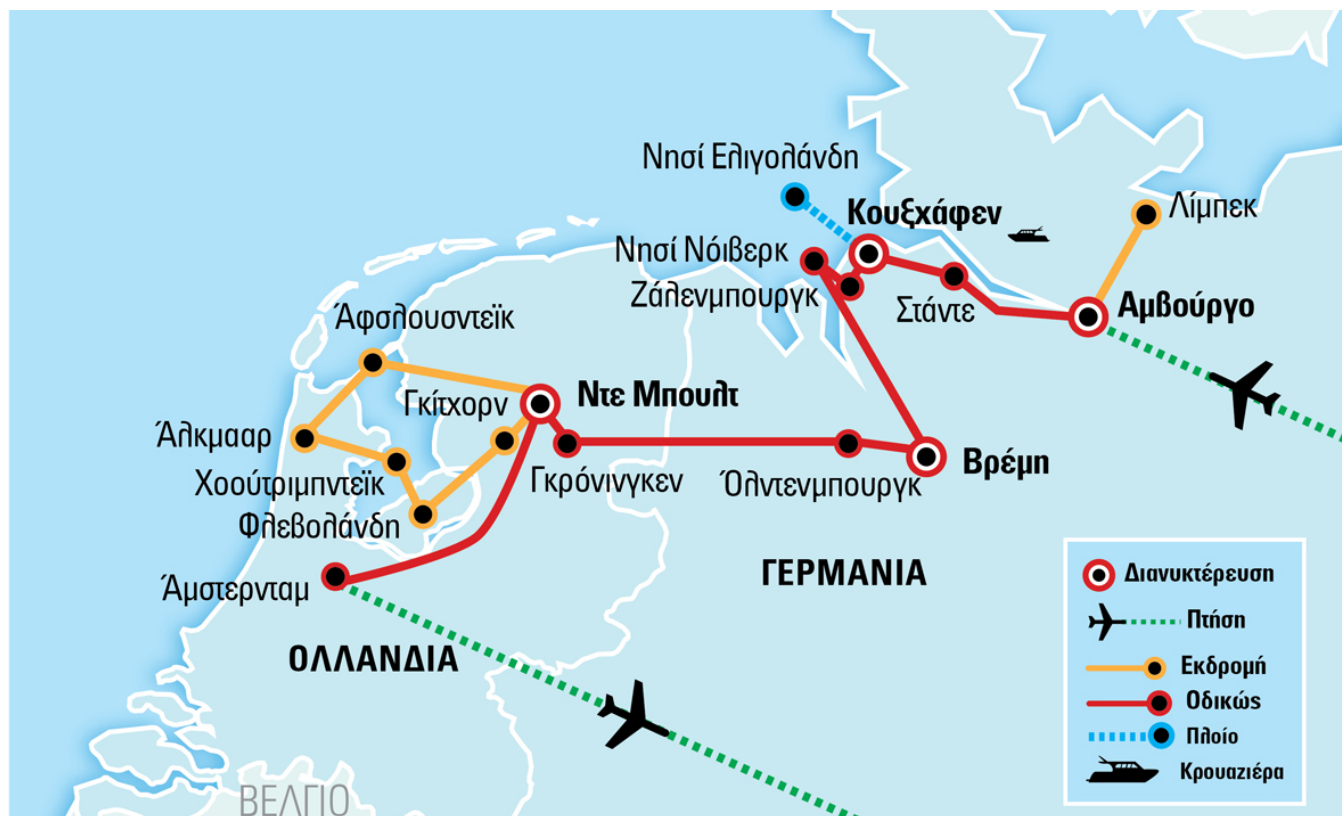 Νησί Ελιγολάνδη
Κουξχάφεν
Λίμπεκ
Νησί Νόιβερκ
Ζάλενμπουργκ
Στάντε
Αμβούργο
Άφσλουσντεϊκ
Γκίτχορν
Ντε Μπουλτ
Άλκμααρ
Χοούτριμπντεϊκ
Γκρόνινγκεν
Όλντενμπουργκ
Βρέμη
Φλεβολάνδη
Άμστερνταμ
ΓΕΡΜΑΝΙΑ
ΟΛΛΑΝΔΙΑ
ΒΕΛΓΙΟ
Διανυκτέρευση
Πτήση
Εκδρομή
Οδικώς
Πλοίο
Κρουαζιέρα